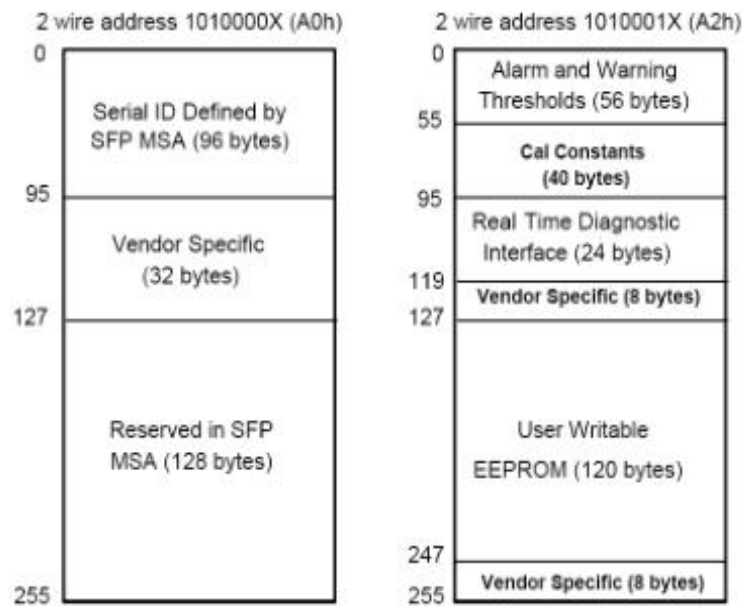 2 wire address 1010000X (A0h)
0
Serial ID Defined by
SFP MSA (96 bytes)
95
Vendor Specific
(32 bytes)
127
Reserved in SFP
MSA (128 bytes)
255
2 wire address 1010001X (A2h)
0
Alarm and Warning
Thresholds (56 bytes)
55
Cal Constants
(40 bytes)
95
Real Time Diagnostic
Interface (24 bytes)
119
Vendor Specific (8 bytes)
127
User Writable
EEPROM (120 bytes)
247
Vendor Specific (8 bytes)
255